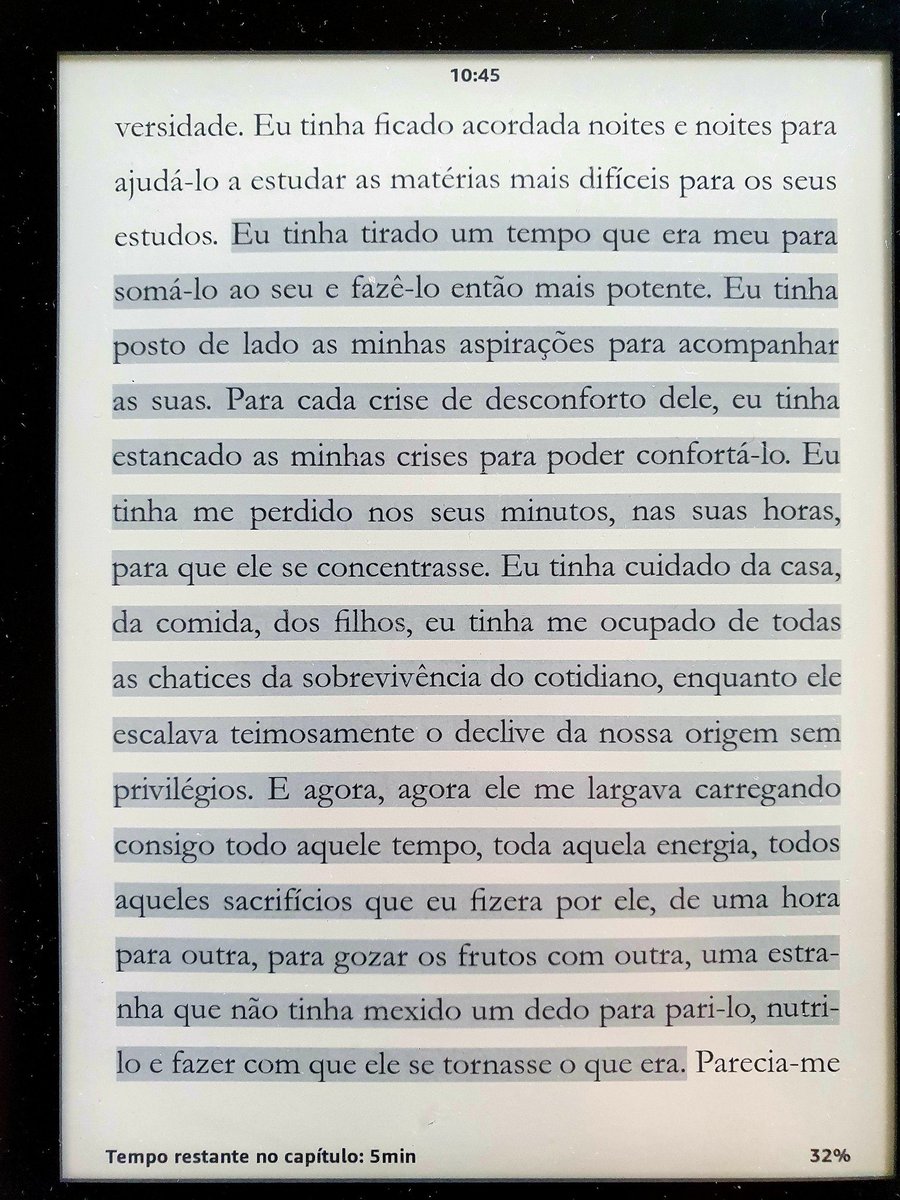 10:45
versidade. Eu tinha ficado acordada noites e noites para
ajudá-lo a estudar as matérias mais difíceis para os seus
estudos. Eu tinha tirado um tempo que era meu para
somá-lo ao seu e fazê-lo então mais potente. Eu tinha
posto de lado as minhas aspirações para acompanhar
as suas. Para cada crise de desconforto dele, eu tinha
estancado as minhas crises para poder confortá-lo. Eu
tinha me perdido nos seus minutos, nas suas horas,
para que ele se concentrasse. Eu tinha cuidado da casa,
da comida, dos filhos, eu tinha me ocupado de todas
as chatices da sobrevivência do cotidiano, enquanto ele
escalava teimosamente o declive da nossa origem sem
privilégios. E agora, agora ele me largava carregando
consigo todo aquele tempo, toda aquela energia, todos
aqueles sacrifícios que eu fizera por ele, de uma hora
para outra, para gozar os frutos com outra, uma estra-
nha que não tinha mexido um dedo para pari-lo, nutri-
lo e fazer com que ele se tornasse o que era. Parecia-me
Tempo restante no capítulo: 5min 32%